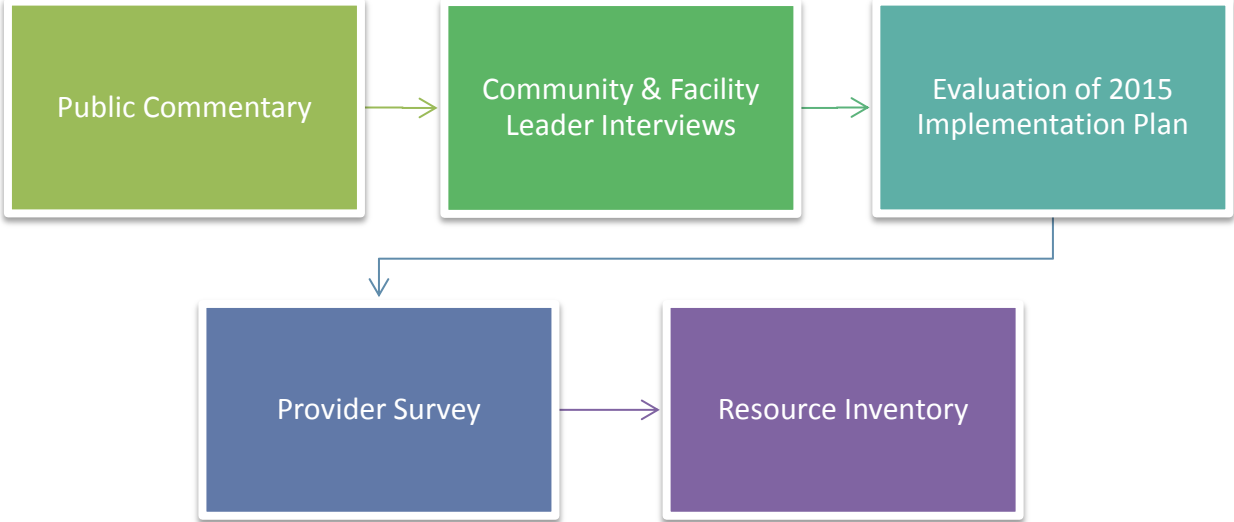 Public Commentary
Community & Facility
Leader Interviews
Evaluation of 2015
Implementation Plan
Provider Survey
Resource Inventory